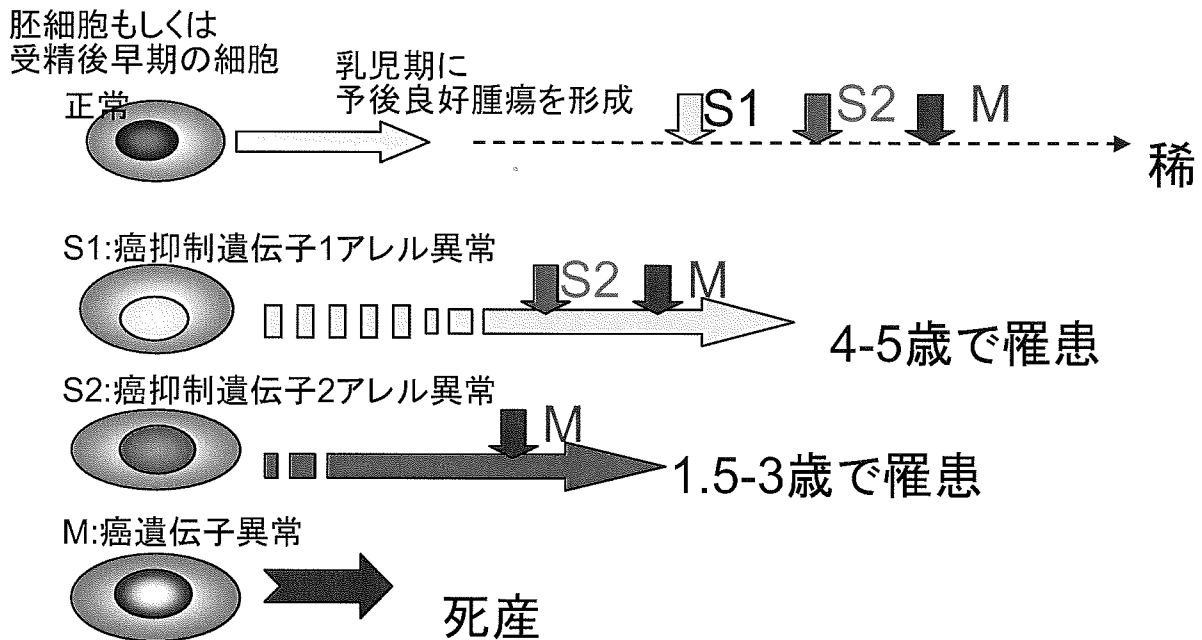 胚細胞もしくは
受精後早期の細胞
正常
乳児期に
予後良好腫瘍を形成
S1
S2
M
稀
S1:癌抑制遺伝子1アレル異常
S2
M
4-5歳で罹患
S2:癌抑制遺伝子2アレル異常
M
1.5-3歳で罹患
M:癌遺伝子異常
死産